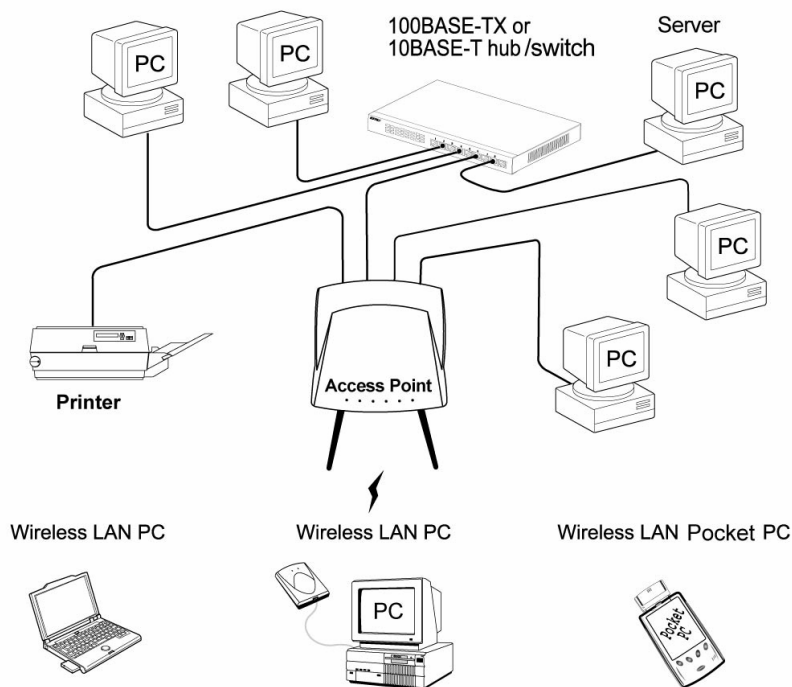 100BASE-TX or
10BASE-T hub/switch
Server
PC
PC
PC
PC
PC
Access Point
Printer
Wireless LAN PC
Wireless LAN PC
Wireless LAN Pocket PC
PC
Pocket
PC